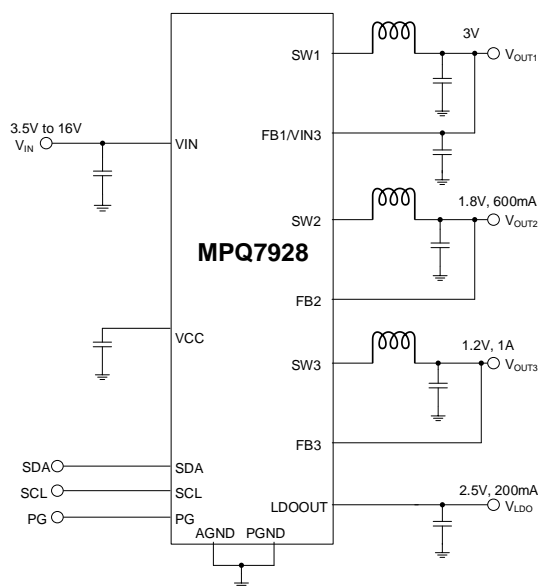 SW1
3V
VOUT1
3.5V to 16V
VIN
VIN
FB1/VIN3
SW2
1.8V, 600mA
VOUT2
MPQ7928
FB2
VCC
SW3
1.2V, 1A
VOUT3
FB3
SDA
SDA
SCL
SCL
PG
PG
LDOOUT
2.5V, 200mA
VLDO
AGND
PGND